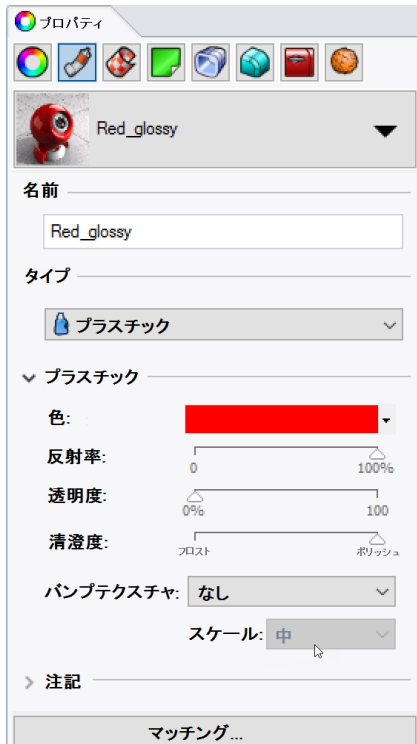 プロパティ
Red_glossy
名前
Red_glossy
タイプ
プラスチック
プラスチック
色:
反射率:
0 100%
透明度:
0% 100
清澄度:
フロスト ポリッシュ
バンプテクスチャ: なし
スケール: 中
注記
マッチング...